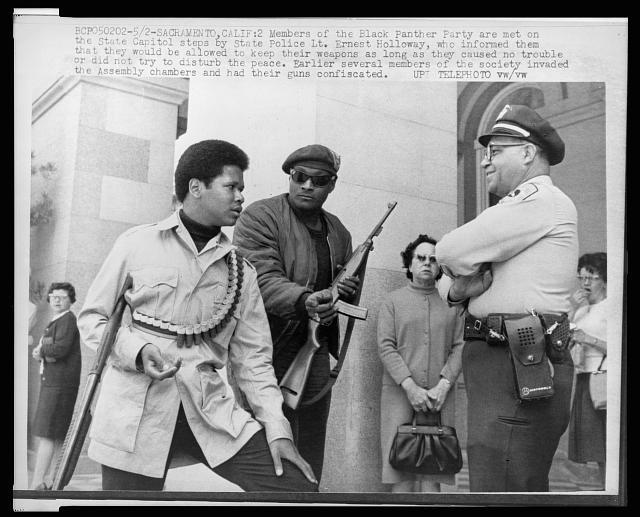 BCP050202-5/2-SACRAMENTO,CALIF:2 Members of the Black Panther Party are met on
the State Capitol steps by State Police Lt. Ernest Holloway, who informed them
that they would be allowed to keep their weapons as long as they caused no trouble
or did not try to disturb the peace. Earlier several members of the society invaded
the Assembly chambers and had their guns confiscated. UPI TELEPHOTO vw/vw
MOTOROLA